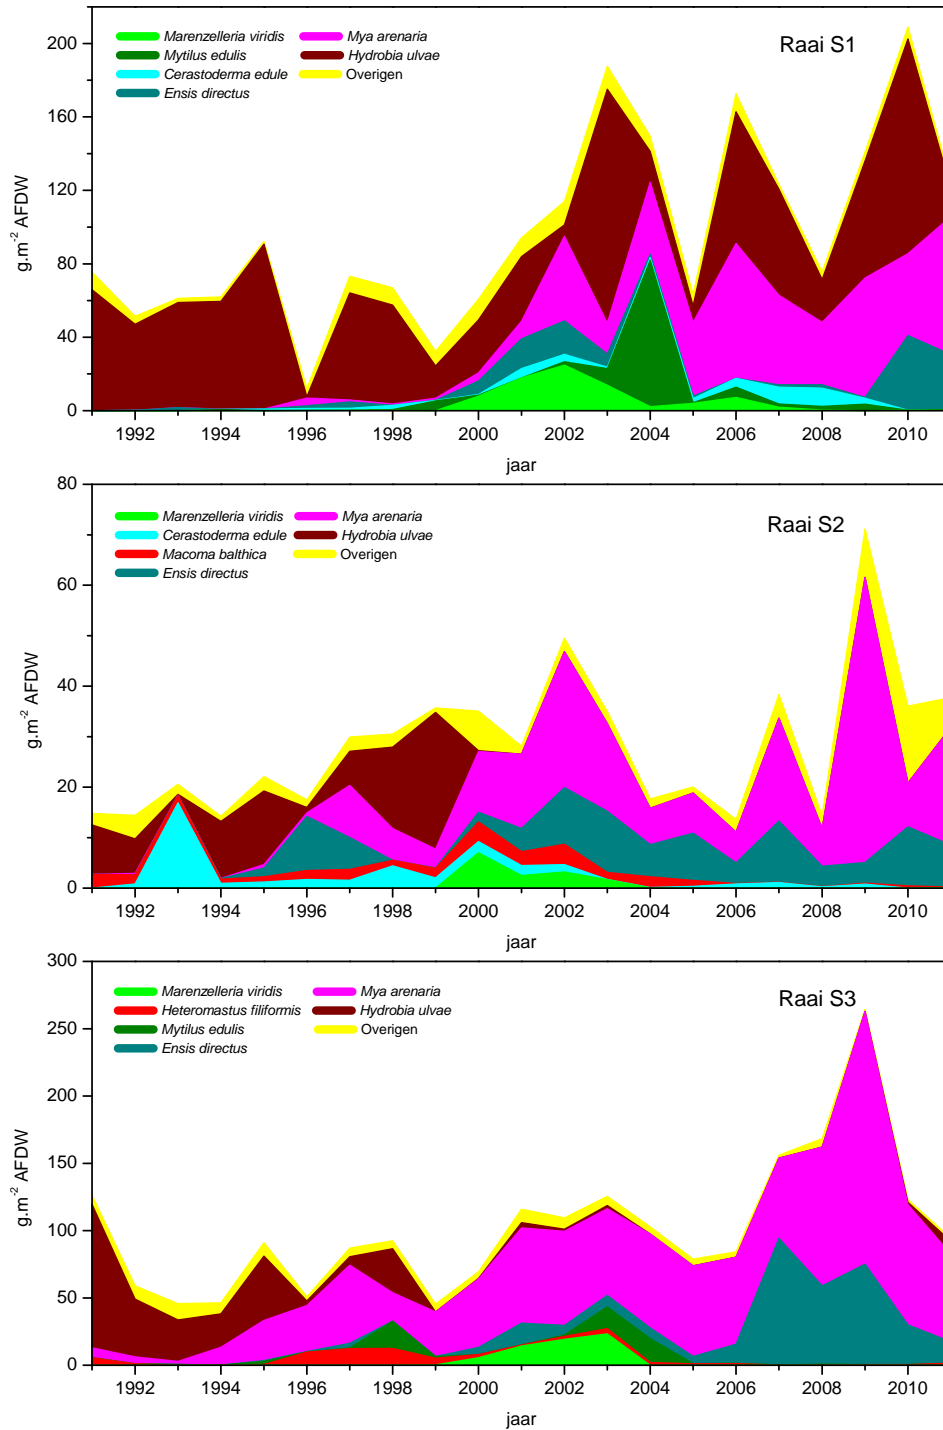 Raai S1
Marenzelleria viridis
Mya arenaria
Mytilus edulis
Hydrobia ulvae
Cerastoderma edule
Overigen
Ensis directus
g.m-2 AFDW
200
160
120
80
40
0
1992 1994 1996 1998 2000 2002 2004 2006 2008 2010
jaar
Raai S2
Marenzelleria viridis
Mya arenaria
Cerastoderma edule
Hydrobia ulvae
Macoma balthica
Overigen
Ensis directus
g.m-2 AFDW
80
60
40
20
0
1992 1994 1996 1998 2000 2002 2004 2006 2008 2010
jaar
Raai S3
Marenzelleria viridis
Mya arenaria
Heteromastus filiformis
Hydrobia ulvae
Mytilus edulis
Overigen
Ensis directus
g.m-2 AFDW
300
250
200
150
100
50
0
1992 1994 1996 1998 2000 2002 2004 2006 2008 2010
jaar